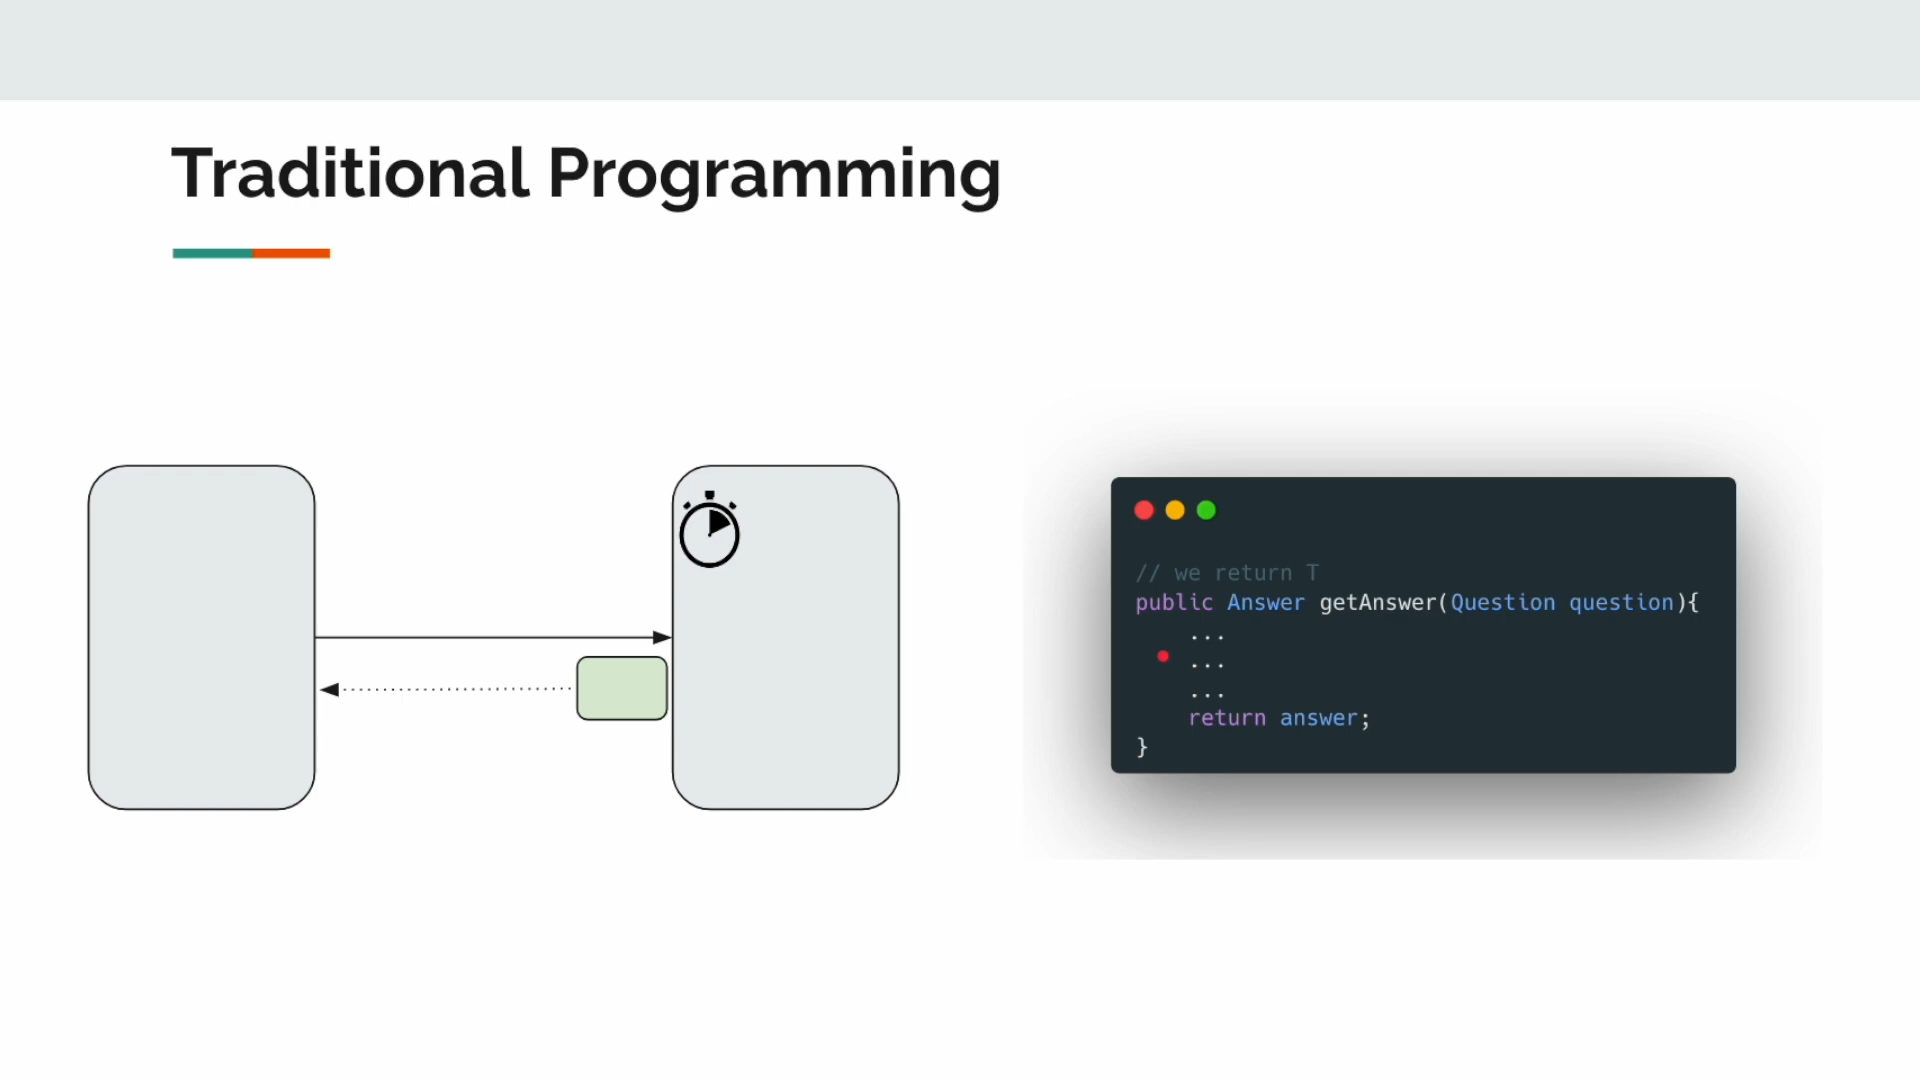 Traditional Programming
// we return T
public Answer getAnswer(Question question){
...
...
...
return answer;
}